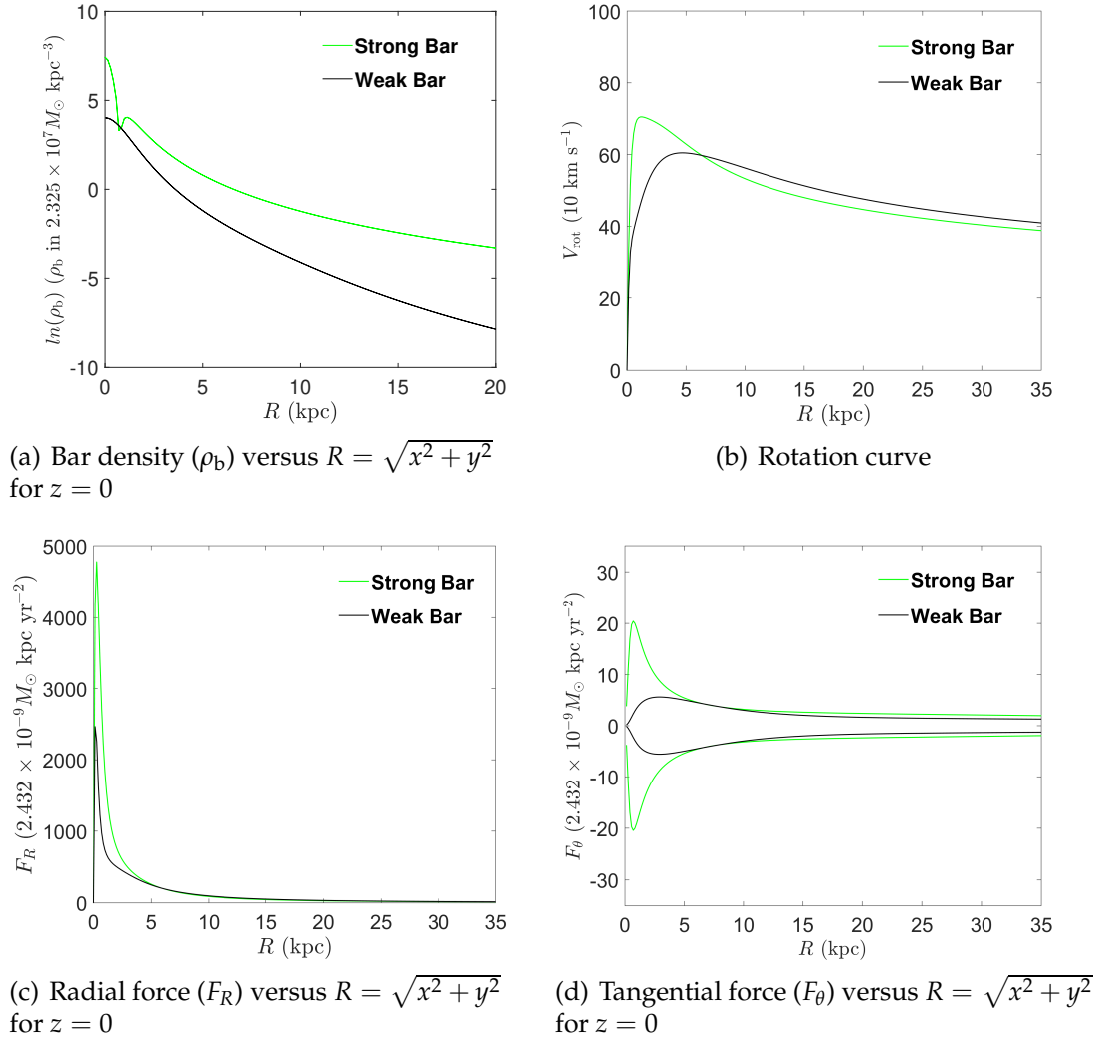 10
5
0
-5
-10
0
5
10
15
20
ln(ρb) (ρb in 2.325 × 10^7 M⊙ kpc^−3)
R (kpc)
Strong Bar
Weak Bar
(a) Bar density (ρb) versus R = √x² + y²
for z = 0
100
80
60
40
20
0
0
5
10
15
20
25
30
35
Vrot (10 km s^−1)
R (kpc)
Strong Bar
Weak Bar
(b) Rotation curve
5000
4000
3000
2000
1000
0
0
5
10
15
20
25
30
35
FR (2.432 × 10^−9 M⊙ kpc yr^−2)
R (kpc)
Strong Bar
Weak Bar
(c) Radial force (FR) versus R = √x² + y²
for z = 0
30
20
10
0
-10
-20
-30
0
5
10
15
20
25
30
35
Fθ (2.432 × 10^−9 M⊙ kpc yr^−2)
R (kpc)
Strong Bar
Weak Bar
(d) Tangential force (Fθ) versus R = √x² + y²
for z = 0